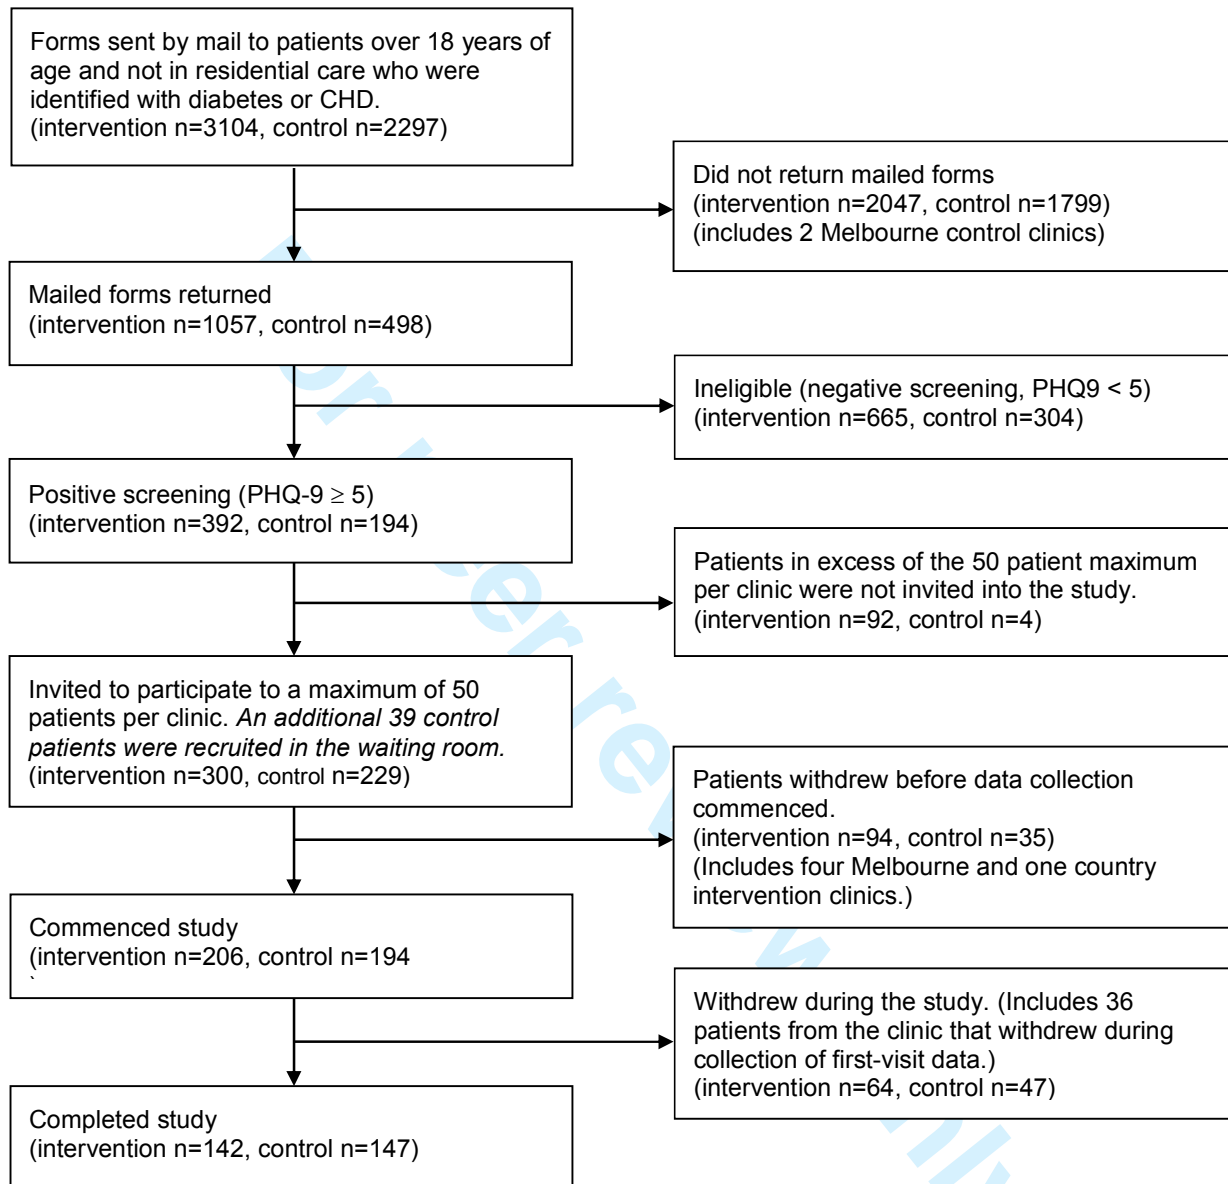 Forms sent by mail to patients over 18 years of
age and not in residential care who were
identified with diabetes or CHD.
(intervention n=3104, control n=2297)
Did not return mailed forms
(intervention n=2047, control n=1799)
(includes 2 Melbourne control clinics)
Mailed forms returned
(intervention n=1057, control n=498)
Ineligible (negative screening, PHQ9 < 5)
(intervention n=665, control n=304)
Positive screening (PHQ-9 ≥ 5)
(intervention n=392, control n=194)
Patients in excess of the 50 patient maximum
per clinic were not invited into the study.
(intervention n=92, control n=4)
Invited to participate to a maximum of 50
patients per clinic. An additional 39 control
patients were recruited in the waiting room.
(intervention n=300, control n=229)
Patients withdrew before data collection
commenced.
(intervention n=94, control n=35)
(Includes four Melbourne and one country
intervention clinics.)
Commenced study
(intervention n=206, control n=194
)
Withdrew during the study. (Includes 36
patients from the clinic that withdrew during
collection of first-visit data.)
(intervention n=64, control n=47)
Completed study
(intervention n=142, control n=147)